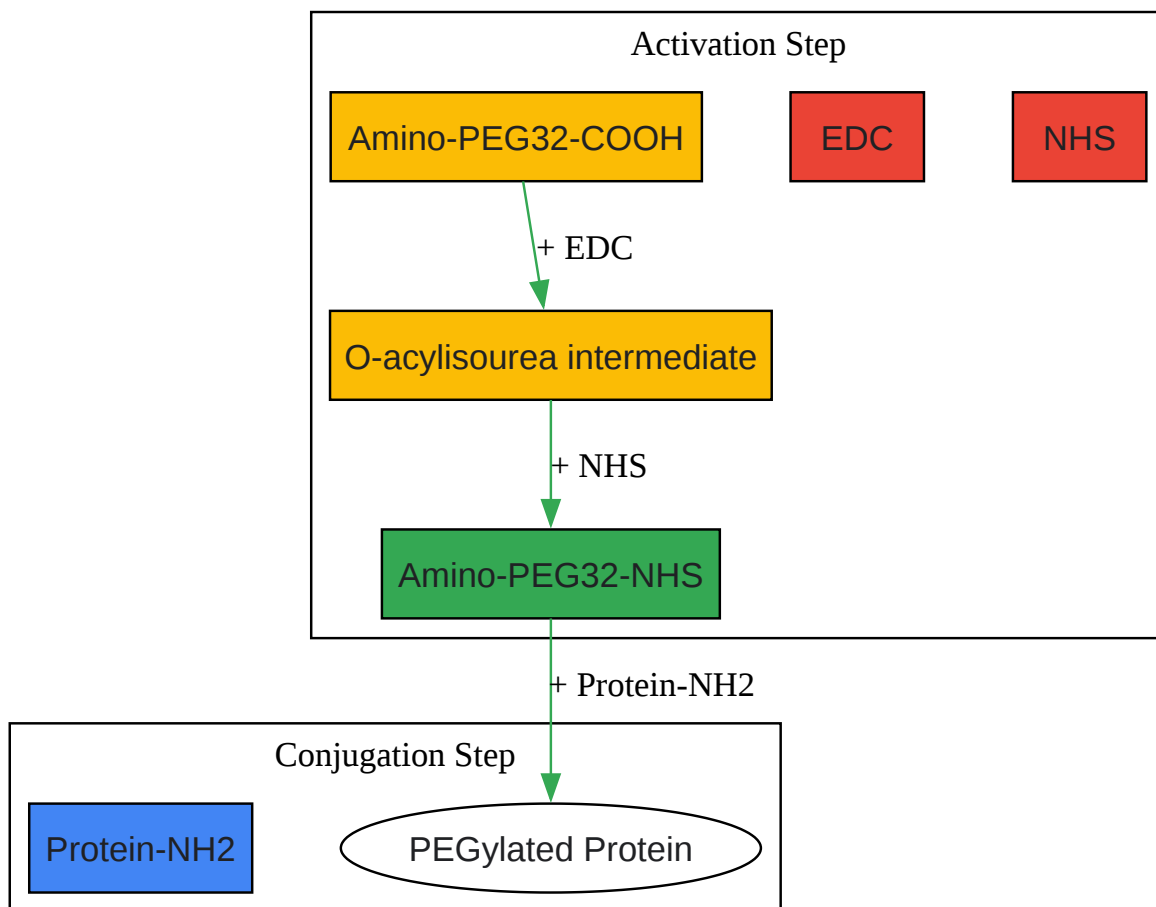 Activation Step
Amino-PEG32-COOH
EDC
NHS
+ EDC
O-acylisourea intermediate
+ NHS
Amino-PEG32-NHS
+ Protein-NH2
Conjugation Step
Protein-NH2
PEGylated Protein